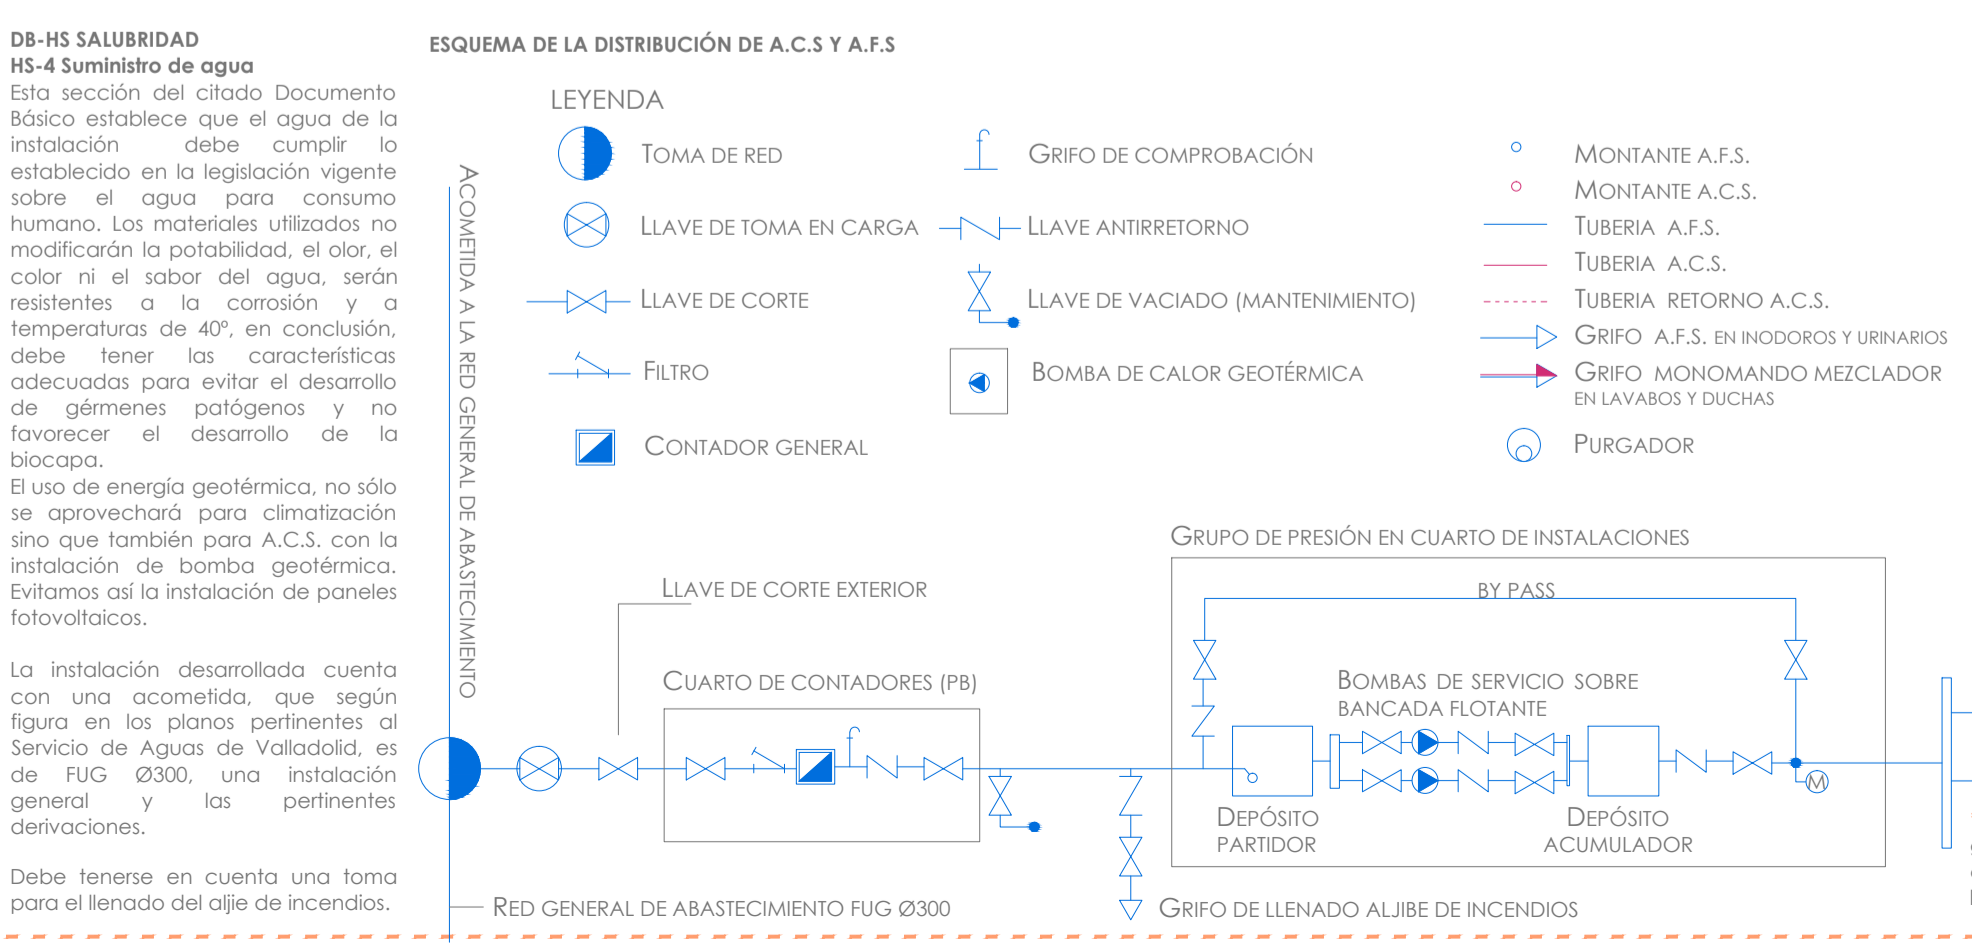 DB-HS SALUBRIDAD
HS-4 Suministro de agua
Esta sección del citado Documento
Básico establece que el agua de la
instalación debe cumplir lo
establecido en la legislación vigente
sobre el agua para consumo
humano. Los materiales utilizados no
modificarán la potabilidad, el olor, el
color ni el sabor del agua, serán
resistentes a la corrosión y a
temperaturas de 40º, en conclusión,
debe tener las características
adecuadas para evitar el desarrollo
de gérmenes patógenos y no
favorecer el desarrollo de la
biocapa.
El uso de energía geotérmica, no sólo
se aprovechará para climatización
sino que también para A.C.S. con la
instalación de bomba geotérmica.
Evitamos así la instalación de paneles
fotovoltaicos.
La instalación desarrollada cuenta
con una acometida, que según
figura en los planos pertinentes al
Servicio de Aguas de Valladolid, es
de FUG Ø300, una instalación
general y las pertinentes
derivaciones.
Debe tenerse en cuenta una toma
para el llenado del aljie de incendios.
ESQUEMA DE LA DISTRIBUCIÓN DE A.C.S Y A.F.S
LEYENDA
TOMA DE RED
LLAVE DE TOMA EN CARGA
LLAVE DE CORTE
FILTRO
CONTADOR GENERAL
GRIFO DE COMPROBACIÓN
LLAVE ANTIRRETORNO
LLAVE DE VACIADO (MANTENIMIENTO)
BOMBA DE CALOR GEOTÉRMICA
MONTANTE A.F.S.
MONTANTE A.C.S.
TUBERIA A.F.S.
TUBERIA A.C.S.
TUBERIA RETORNO A.C.S.
GRIFO A.F.S. EN INODOROS Y URINARIOS
GRIFO MONOMANDO MEZCLADOR
EN LAVABOS Y DUCHAS
PURGADOR
ACOMETIDA A LA RED GENERAL DE ABASTECIMIENTO
LLAVE DE CORTE EXTERIOR
CUARTO DE CONTADORES (PB)
GRUPO DE PRESIÓN EN CUARTO DE INSTALACIONES
BY PASS
BOMBAS DE SERVICIO SOBRE
BANCADA FLOTANTE
DEPÓSITO
PARTIDOR
DEPÓSITO
ACUMULADOR
M
RED GENERAL DE ABASTECIMIENTO FUG Ø300
GRIFO DE LLENADO ALJIBE DE INCENDIOS